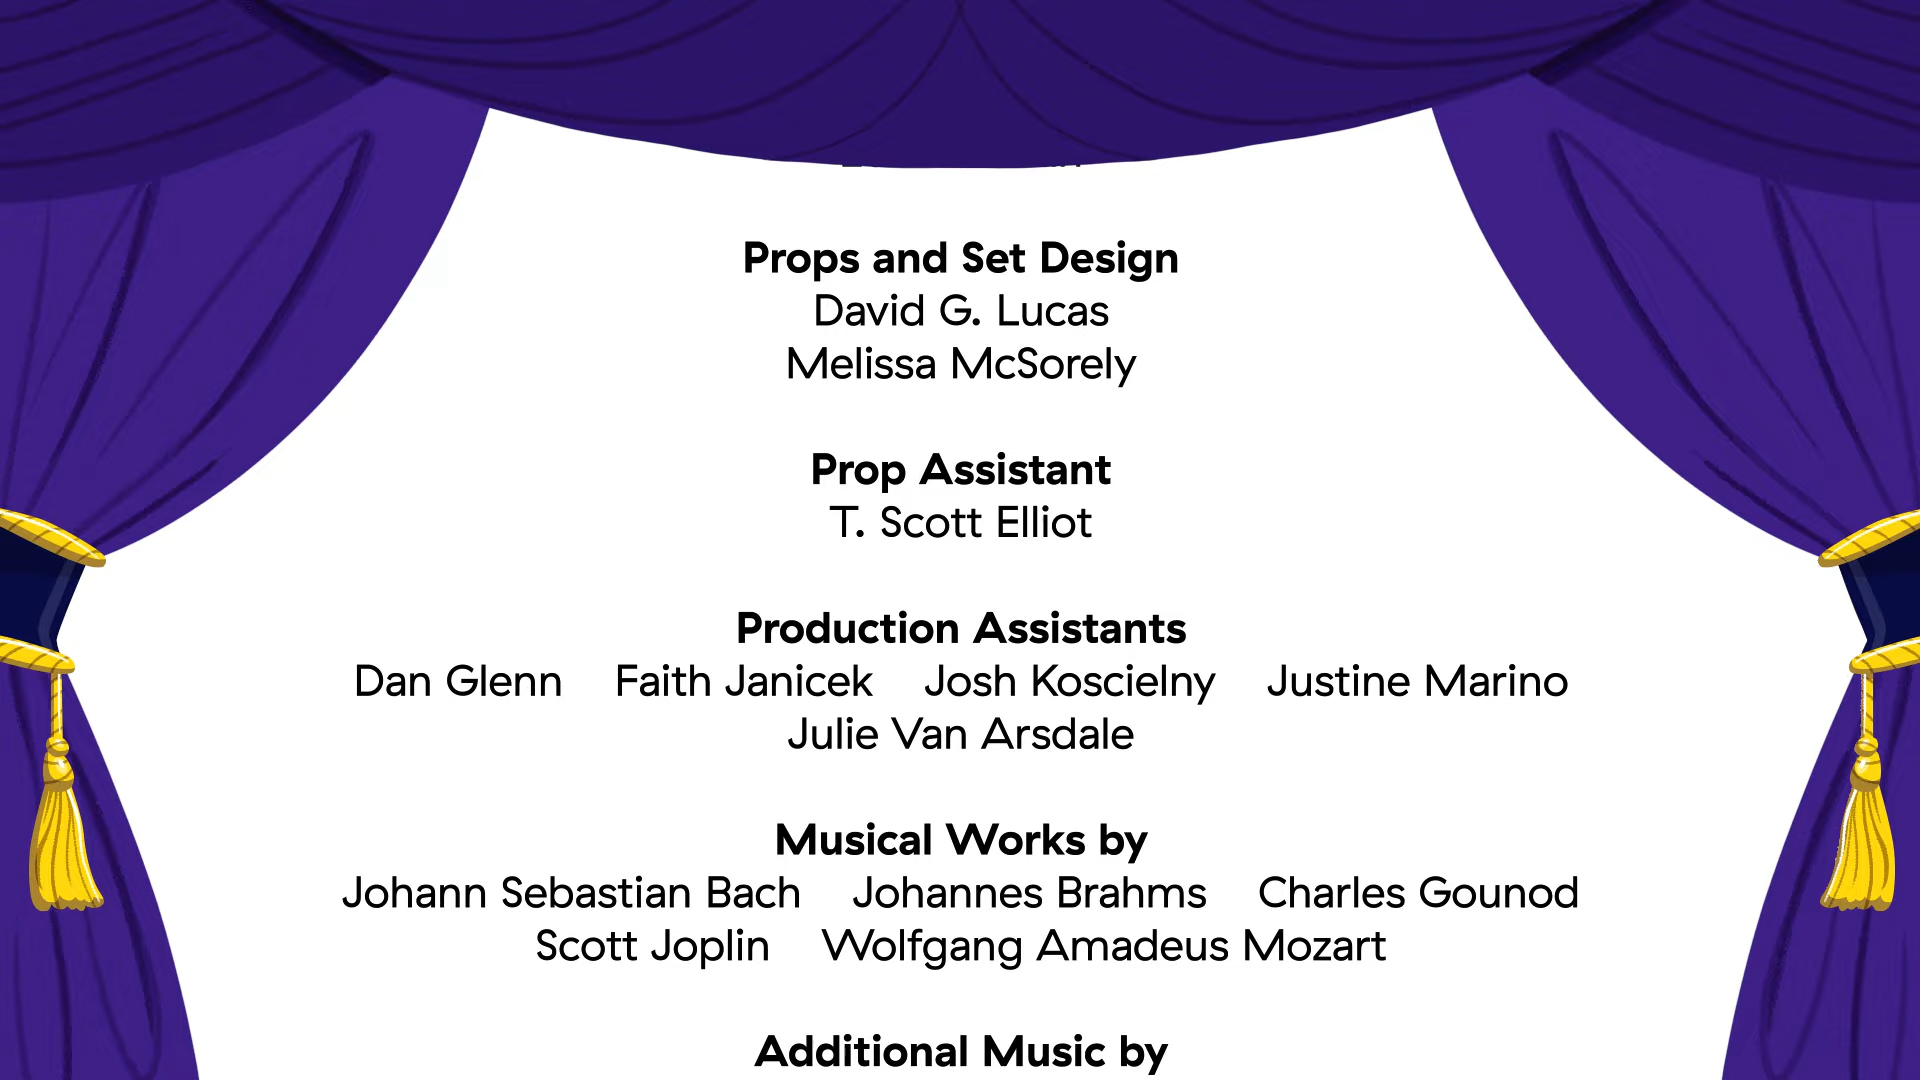 Props and Set Design
David G. Lucas
Melissa McSorely
Prop Assistant
T. Scott Elliot
Production Assistants
Dan Glenn Faith Janicek Josh Koscielny Justine Marino
Julie Van Arsdale
Musical Works by
Johann Sebastian Bach Johannes Brahms Charles Gounod
Scott Joplin Wolfgang Amadeus Mozart
Additional Music by